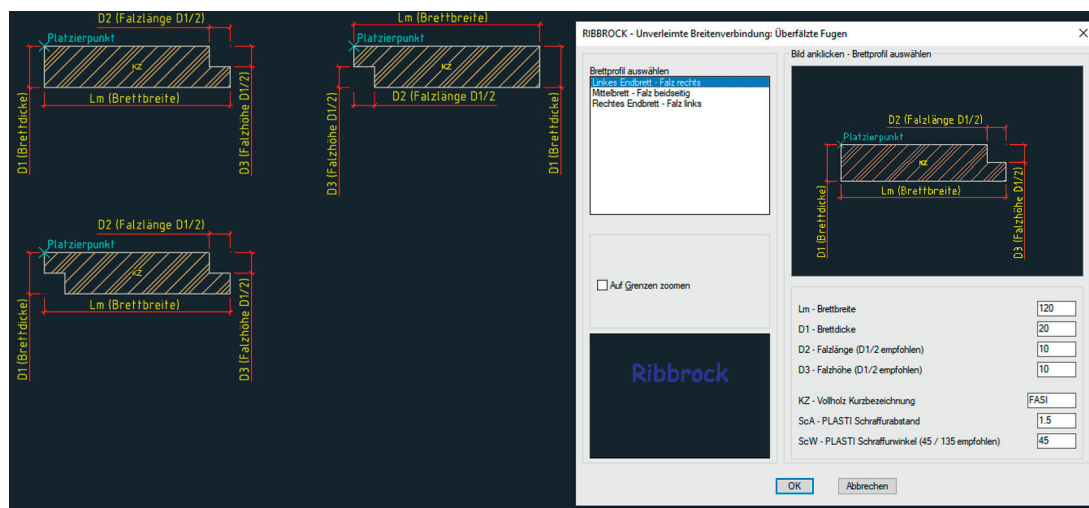 D2 (Falzlänge D1/2)
Platzierpunkt
KZ
Lm (Brettbreite)
D1 (Brettdicke)
D3 (Falzhöhe D1/2)
Lm (Brettbreite)
Platzierpunkt
KZ
D2 (Falzlänge D1/2
D3 (Falzhöhe D1/2)
D1 (Brettdicke)
D2 (Falzlänge D1/2)
Platzierpunkt
KZ
Lm (Brettbreite)
D1 (Brettdicke)
D3 (Falzhöhe D1/2)
RIBBROCK - Unverleimte Breitenverbindung: Überfälzte Fugen
Brettprofil auswählen
Linkes Endbrett - Falz rechts
Mittelbrett - Falz beidseitig
Rechtes Endbrett - Falz links
Auf Grenzen zoomen
Ribbrock
Bild anklicken - Brettprofil auswählen
D2 (Falzlänge D1/2)
Platzierpunkt
KZ
Lm (Brettbreite)
D1 (Brettdicke)
D3 (Falzhöhe D1/2)
Lm - Brettbreite 120
D1 - Brettdicke 20
D2 - Falzlänge (D1/2 empfohlen) 10
D3 - Falzhöhe (D1/2 empfohlen) 10
KZ - Vollholz Kurzbezeichnung FASI
ScA - PLASTI Schraffurabstand 1.5
ScW - PLASTI Schraffurwinkel (45 / 135 empfohlen) 45
OK Abbrechen